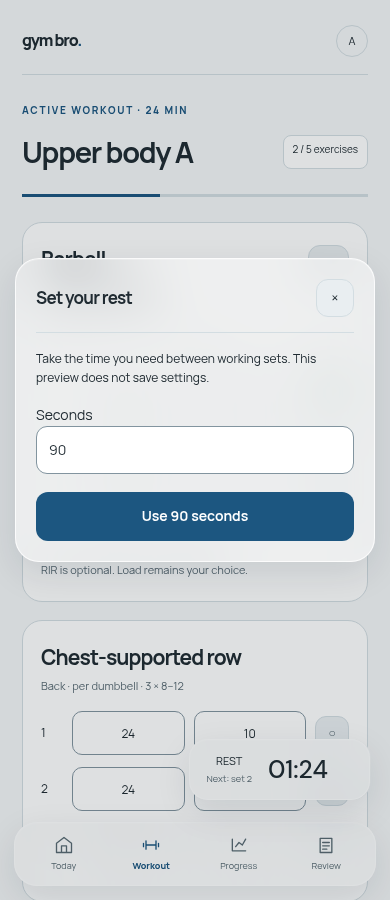 gym bro.
A
ACTIVE WORKOUT · 24 MIN
Upper body A
2 / 5 exercises
Barbell
Set your rest
×
Take the time you need between working sets. This
preview does not save settings.
Seconds
90
Use 90 seconds
RIR is optional. Load remains your choice.
Chest-supported row
Back · per dumbbell · 3 × 8–12
1
24
10
REST
Next: set 2
01:24
2
24
Today
Workout
Progress
Review